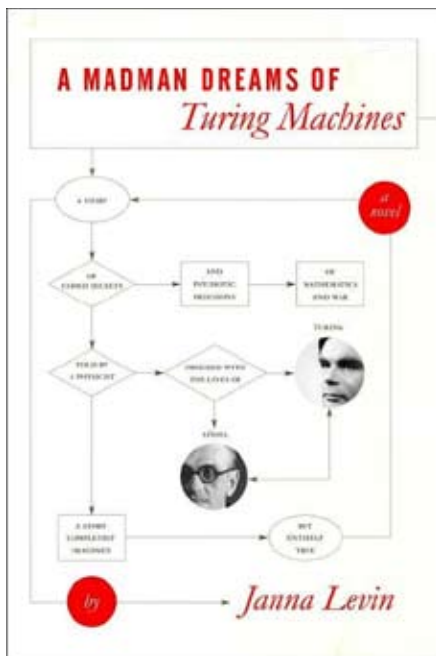 A MADMAN DREAMS OF
Turing Machines
a
novel
A STORY
OF
CODED SECRETS
AND
PSYCHOTIC
DELUSIONS
OF
MATHEMATICS
AND WAR
TURING
TOLD BY
A PHYSICIST
OBSESSED WITH
THE LIVES OF
GÖDEL
A STORY
COMPLETELY
IMAGINED
BUT
ENTIRELY
TRUE
by
Janna Levin